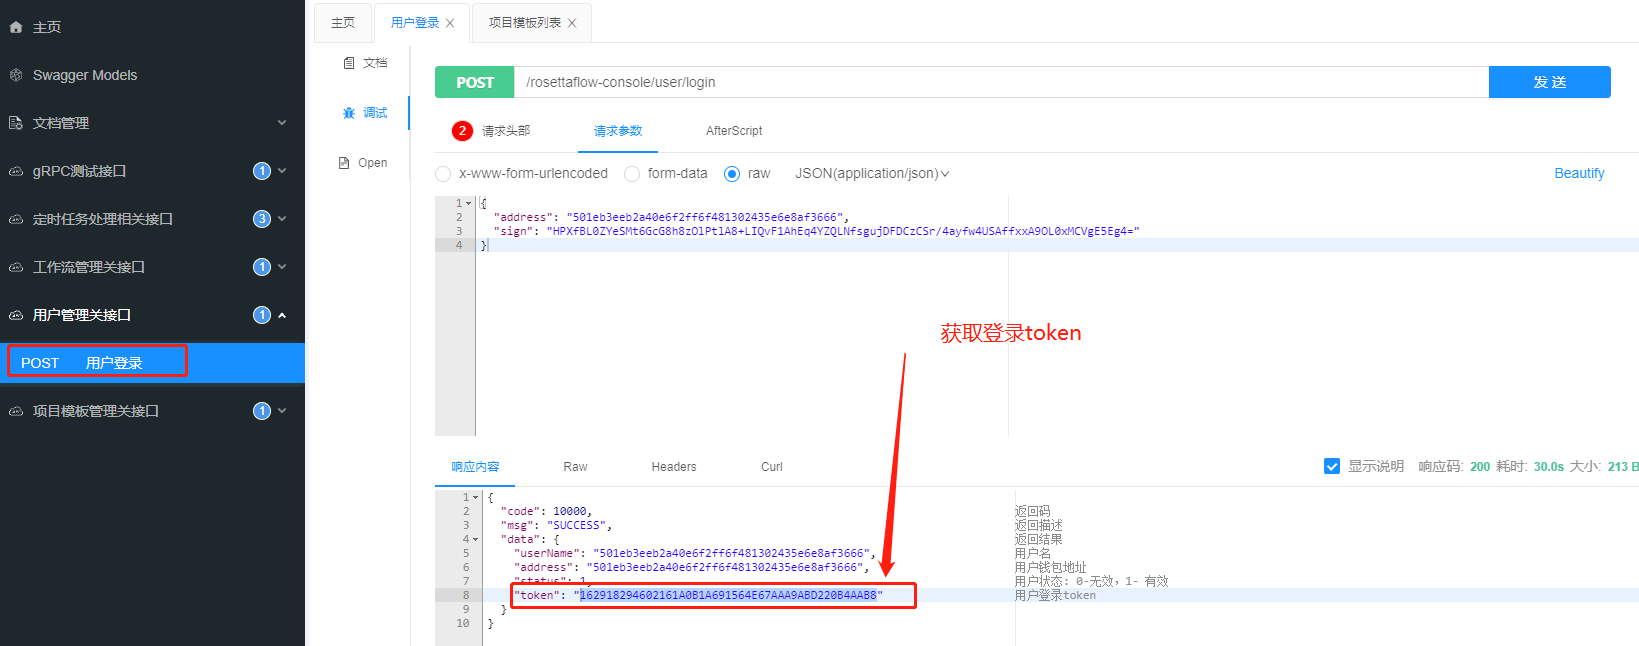 主页
Swagger Models
文档管理
gRPC测试接口 1
定时任务处理相关接口 3
工作流管理关接口 1
用户管理关接口 1
POST 用户登录
项目模板管理关接口 1
主页 用户登录 项目模板列表
文档
调试
Open
POST /rosettaflow-console/user/login 发 送
2 请求头部 请求参数 AfterScript
x-www-form-urlencoded form-data raw JSON(application/json) Beautify
1 {
2 "address": "501eb3eeb2a40e6f2ff6f481302435e6e8af3666",
3 "sign": "HPXfBL0ZYeSMt6GcG8h8zOlPtlA8+LIQvF1AhEq4YZQLNfsgujDFDCzCSr/4ayfw4USAffxxA9OL0xMCVgE5Eg4="
4 }
获取登录token
响应内容 Raw Headers Curl 显示说明 响应码: 200 耗时: 30.0s 大小: 213 B
1 {
2 "code": 10000, 返回码
3 "msg": "SUCCESS", 返回描述
4 "data": { 返回结果
5 "userName": "501eb3eeb2a40e6f2ff6f481302435e6e8af3666", 用户名
6 "address": "501eb3eeb2a40e6f2ff6f481302435e6e8af3666", 用户钱包地址
7 "status": 1, 用户状态: 0-无效, 1- 有效
8 "token": "162918294602161A0B1A691564E67AAA9ABD220B4AAB8" 用户登录token
9 }
10 }